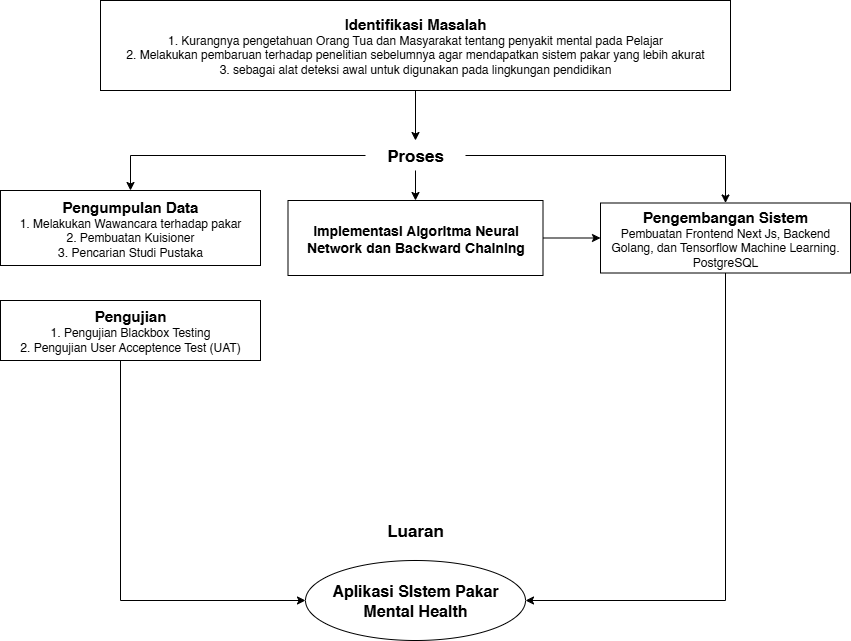 Identifikasi Masalah
1. Kurangnya pengetahuan Orang Tua dan Masyarakat tentang penyakit mental pada Pelajar
2. Melakukan pembaruan terhadap penelitian sebelumnya agar mendapatkan sistem pakar yang lebih akurat
3. sebagai alat deteksi awal untuk digunakan pada lingkungan pendidikan
Proses
Pengumpulan Data
1. Melakukan Wawancara terhadap pakar
2. Pembuatan Kuisioner
3. Pencarian Studi Pustaka
Implementasi Algoritma Neural
Network dan Backward Chaining
Pengembangan Sistem
Pembuatan Frontend Next Js, Backend
Golang, dan Tensorflow Machine Learning.
PostgreSQL
Pengujian
1. Pengujian Blackbox Testing
2. Pengujian User Acceptence Test (UAT)
Luaran
Aplikasi SIstem Pakar
Mental Health